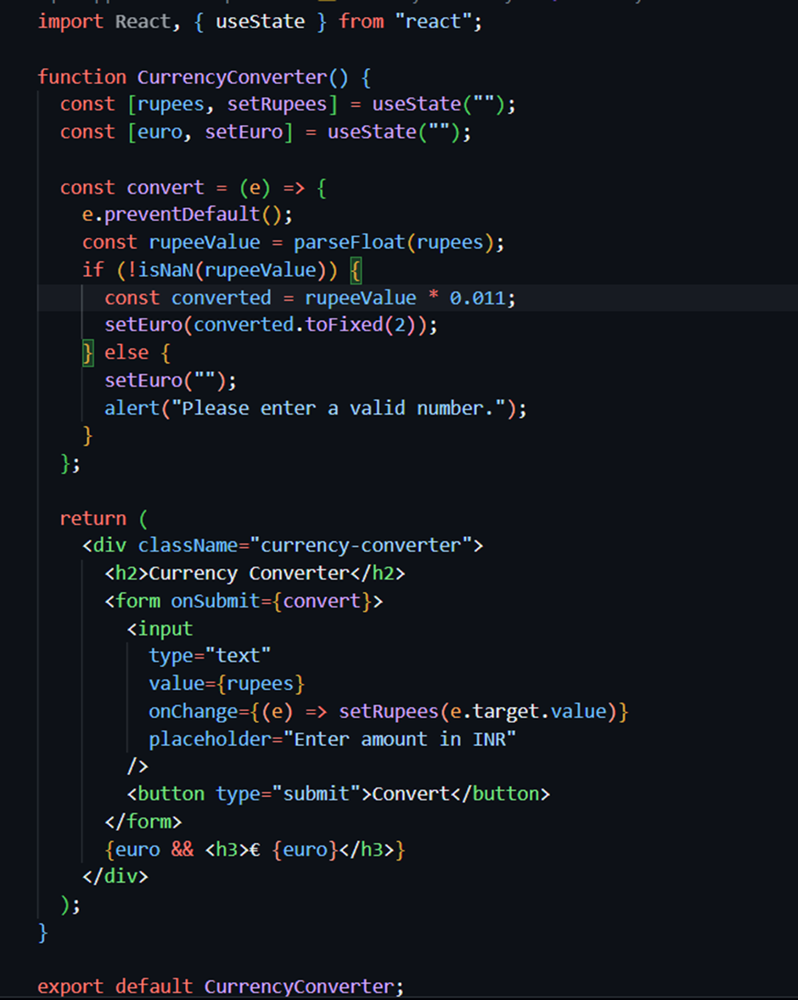 import React, { useState } from "react";
function CurrencyConverter() {
const [rupees, setRupees] = useState("");
const [euro, setEuro] = useState("");
const convert = (e) => {
e.preventDefault();
const rupeeValue = parseFloat(rupees);
if (!isNaN(rupeeValue)) {
const converted = rupeeValue * 0.011;
setEuro(converted.toFixed(2));
} else {
setEuro("");
alert("Please enter a valid number.");
}
};
return (
<div className="currency-converter">
<h2>Currency Converter</h2>
<form onSubmit={convert}>
<input
type="text"
value={rupees}
onChange={(e) => setRupees(e.target.value)}
placeholder="Enter amount in INR"
/>
<button type="submit">Convert</button>
</form>
{euro && <h3>€ {euro}</h3>}
</div>
);
}
export default CurrencyConverter;